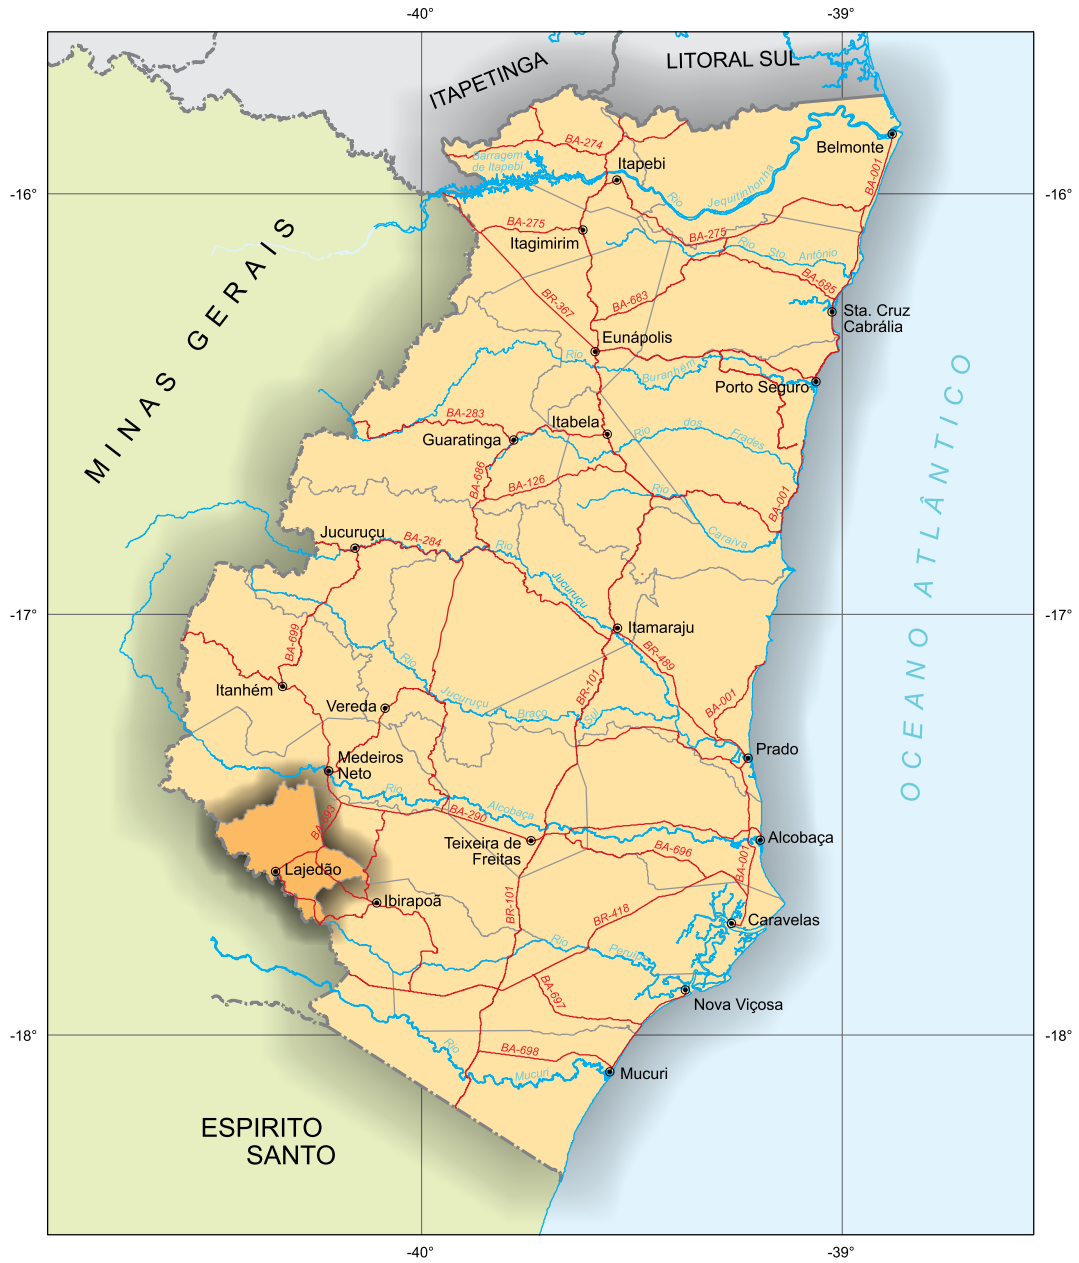 -40°
-39°
ITAPETINGA
LITORAL SUL
BA-274
Belmonte
Barragem
de Itapebi
Itapebi
BA-001
-16°
-16°
Rio
Jequitinhonha
BA-275
Itagimirim
BA-275
Rio
Sto.
Antônio
BA-685
BR-367
BA-683
Sta. Cruz
Cabrália
MINAS GERAIS
Eunápolis
Rio
Buranhém
Porto Seguro
BA-283
Itabela
Guaratinga
Rio
dos
Frades
BA-686
BA-126
Rio
BA-001
OCEANO ATLÂNTICO
Jucuruçu
BA-284
Rio
Caraíva
Jucuruçu
-17°
-17°
Itamaraju
BA-699
BR-489
Rio
Itanhém
Jucuruçu
BR-101
BA-001
Vereda
Braço
Sul
Prado
Medeiros
Neto
Rio
BA-290
Alcobaça
BA-693
Teixeira de
Freitas
Alcobaça
BA-696
BA-001
Lajedão
Ibirapoã
BR-101
BR-418
Caravelas
Rio
Peruípe
BA-697
Nova Viçosa
-18°
-18°
Rio
BA-698
Mucuri
Mucuri
ESPIRITO
SANTO
-40°
-39°